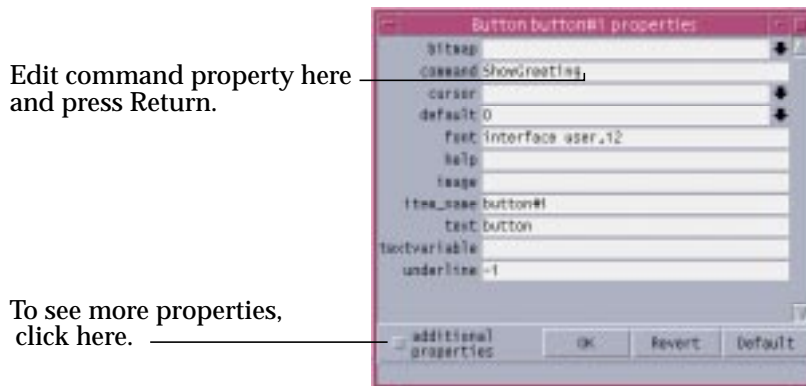 Button button#1 properties
bitmap
Edit command property here
and press Return.
command ShowGreeting
cursor
default 0
font interface user,12
help
image
item_name button#1
text button
textvariable
underline -1
To see more properties,
click here.
additional
properties
OK Revert Default